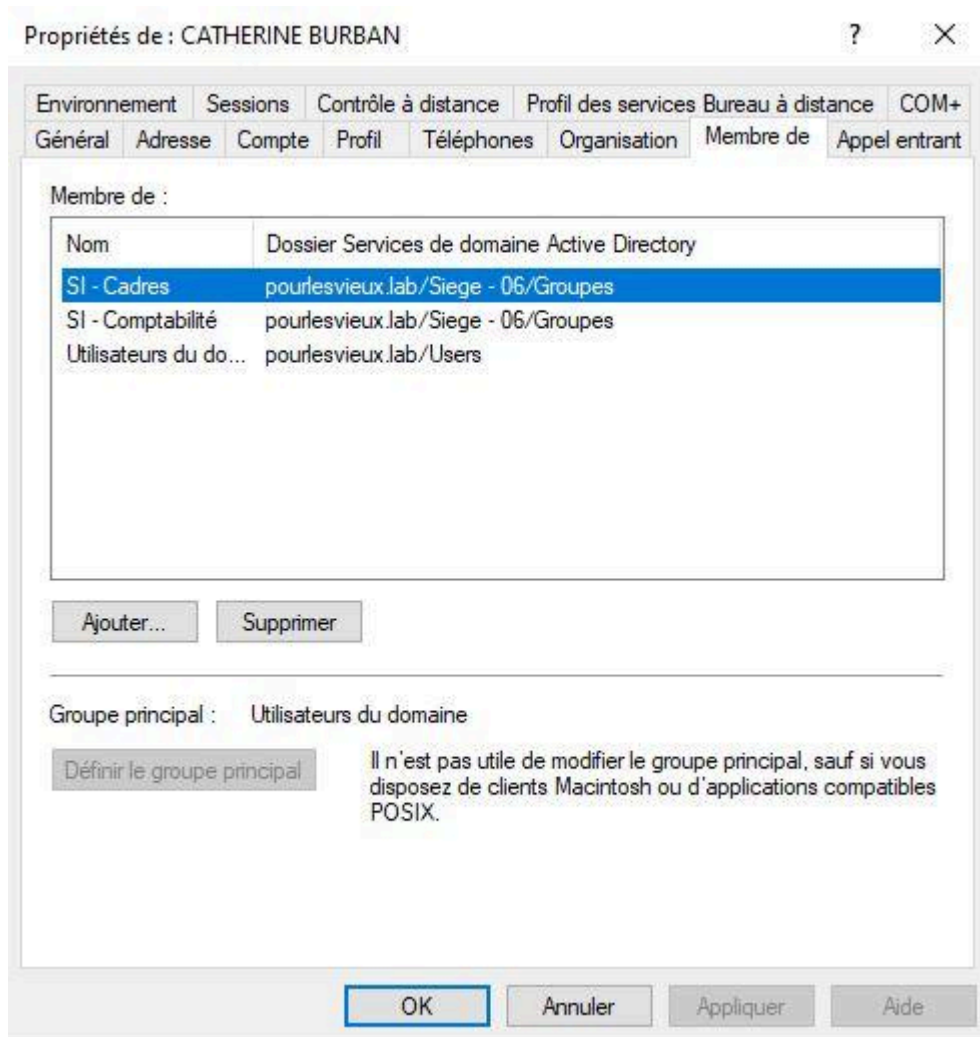 Propriétés de : CATHERINE BURBAN ? ×
Environnement Sessions Contrôle à distance Profil des services Bureau à distance COM+
Général Adresse Compte Profil Téléphones Organisation Membre de Appel entrant
Membre de :
Nom Dossier Services de domaine Active Directory
SI - Cadres pourlesvieux.lab/Siege - 06/Groupes
SI - Comptabilité pourlesvieux.lab/Siege - 06/Groupes
Utilisateurs du do... pourlesvieux.lab/Users
Ajouter... Supprimer
Groupe principal : Utilisateurs du domaine
Définir le groupe principal
Il n'est pas utile de modifier le groupe principal, sauf si vous
disposez de clients Macintosh ou d'applications compatibles
POSIX.
OK Annuler Appliquer Aide